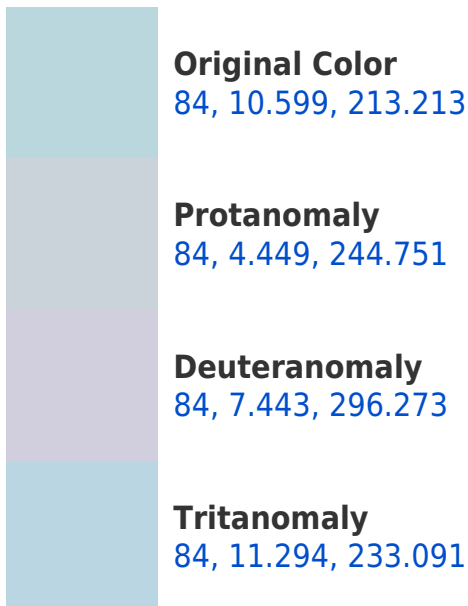 Original Color
84, 10.599, 213.213
Protanomaly
84, 4.449, 244.751
Deuteranomaly
84, 7.443, 296.273
Tritanomaly
84, 11.294, 233.091